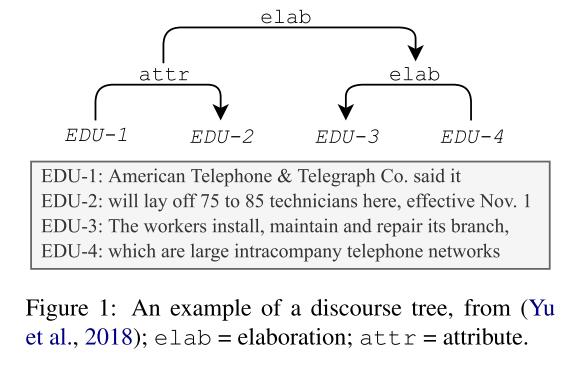 elab
attr elab
EDU-1 EDU-2 EDU-3 EDU-4
EDU-1: American Telephone & Telegraph Co. said it
EDU-2: will lay off 75 to 85 technicians here, effective Nov. 1
EDU-3: The workers install, maintain and repair its branch,
EDU-4: which are large intracompany telephone networks
Figure 1: An example of a discourse tree, from (Yu
et al., 2018); elab = elaboration; attr = attribute.